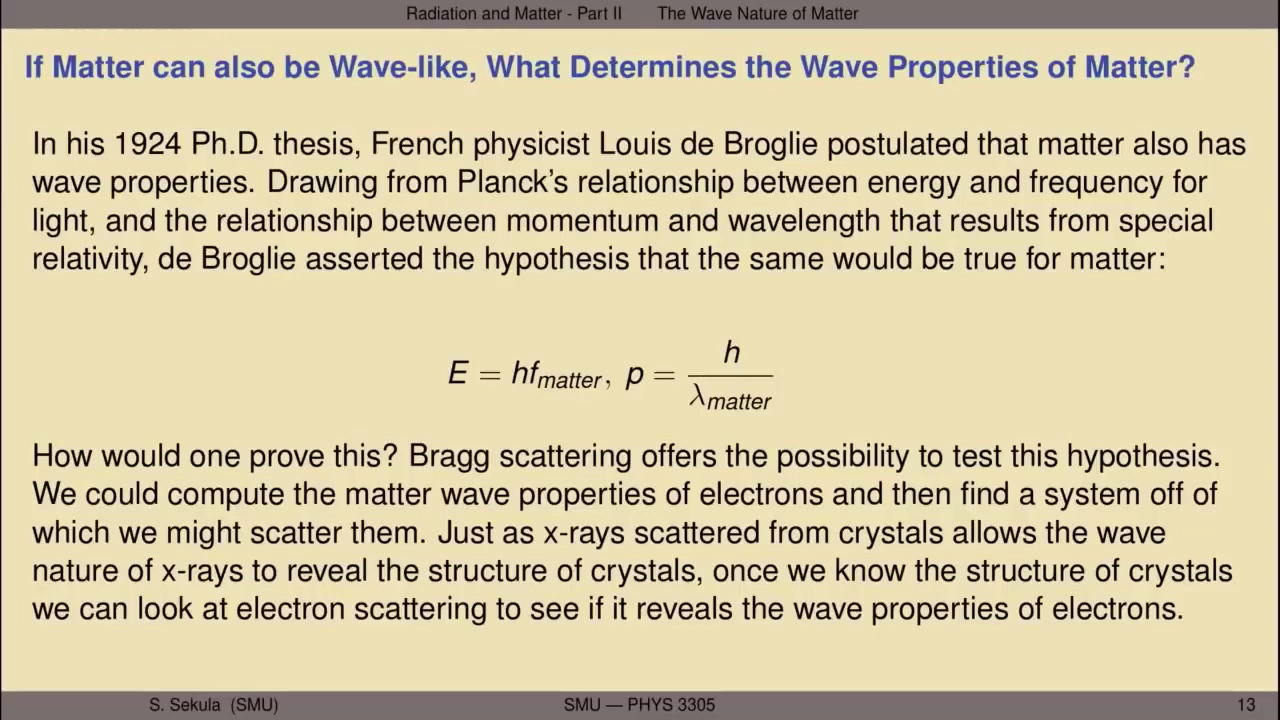 Radiation and Matter - Part II The Wave Nature of Matter
If Matter can also be Wave-like, What Determines the Wave Properties of Matter?
In his 1924 Ph.D. thesis, French physicist Louis de Broglie postulated that matter also has
wave properties. Drawing from Planck's relationship between energy and frequency for
light, and the relationship between momentum and wavelength that results from special
relativity, de Broglie asserted the hypothesis that the same would be true for matter:
E = hf_matter, p = h / λ_matter
How would one prove this? Bragg scattering offers the possibility to test this hypothesis.
We could compute the matter wave properties of electrons and then find a system off of
which we might scatter them. Just as x-rays scattered from crystals allows the wave
nature of x-rays to reveal the structure of crystals, once we know the structure of crystals
we can look at electron scattering to see if it reveals the wave properties of electrons.
S. Sekula (SMU) SMU — PHYS 3305 13